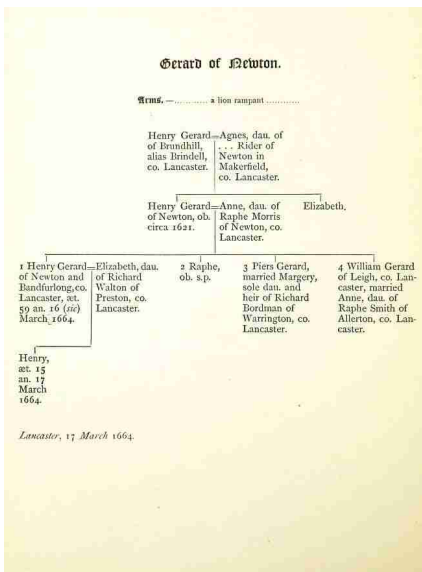 Gerard of Newton.
Arms. —.............. a lion rampant ............
Henry Gerard=Agnes, dau. of
of Brundhill, . . . Rider of
alias Brindell, Newton in
co. Lancaster. Makerfield,
co. Lancaster.
Henry Gerard=Anne, dau. of
of Newton, ob. Raphe Morris
circa 1621. of Newton, co.
Lancaster.
Elizabeth.
1 Henry Gerard=Elizabeth, dau.
of Newton and of Richard
Bandfurlong, co. Walton of
Lancaster, æt. Preston, co.
59 an. 16 (sic) Lancaster.
March 1664.
2 Raphe,
ob. s.p.
3 Piers Gerard,
married Margery,
sole dau. and
heir of Richard
Bordman of
Warrington, co.
Lancaster.
4 William Gerard
of Leigh, co. Lan-
caster, married
Anne, dau. of
Raphe Smith of
Allerton, co. Lan-
caster.
Henry,
æt. 15
an. 17
March
1664.
Lancaster, 17 March 1664.